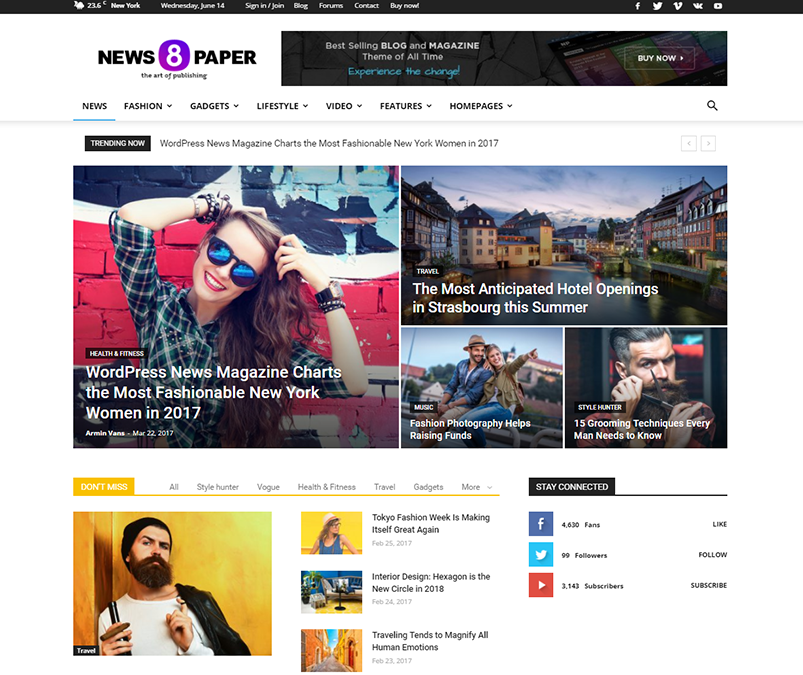 23.6 C New York Wednesday, June 14 Sign in / Join Blog Forums Contact Buy now!
NEWS 8 PAPER
the art of publishing
Best Selling BLOG and MAGAZINE
Theme of All Time
Experience the change!
BUY NOW
NEWS FASHION GADGETS LIFESTYLE VIDEO FEATURES HOMEPAGES
TRENDING NOW WordPress News Magazine Charts the Most Fashionable New York Women in 2017
HEALTH & FITNESS
WordPress News Magazine Charts
the Most Fashionable New York
Women in 2017
Armin Vans - Mar 22, 2017
TRAVEL
The Most Anticipated Hotel Openings
in Strasbourg this Summer
MUSIC
Fashion Photography Helps
Raising Funds
STYLE HUNTER
15 Grooming Techniques Every
Man Needs to Know
DON'T MISS All Style hunter Vogue Health & Fitness Travel Gadgets More
Travel
Tokyo Fashion Week Is Making
Itself Great Again
Feb 25, 2017
Interior Design: Hexagon is the
New Circle in 2018
Feb 24, 2017
Traveling Tends to Magnify All
Human Emotions
Feb 23, 2017
STAY CONNECTED
4,630 Fans LIKE
99 Followers FOLLOW
3,143 Subscribers SUBSCRIBE